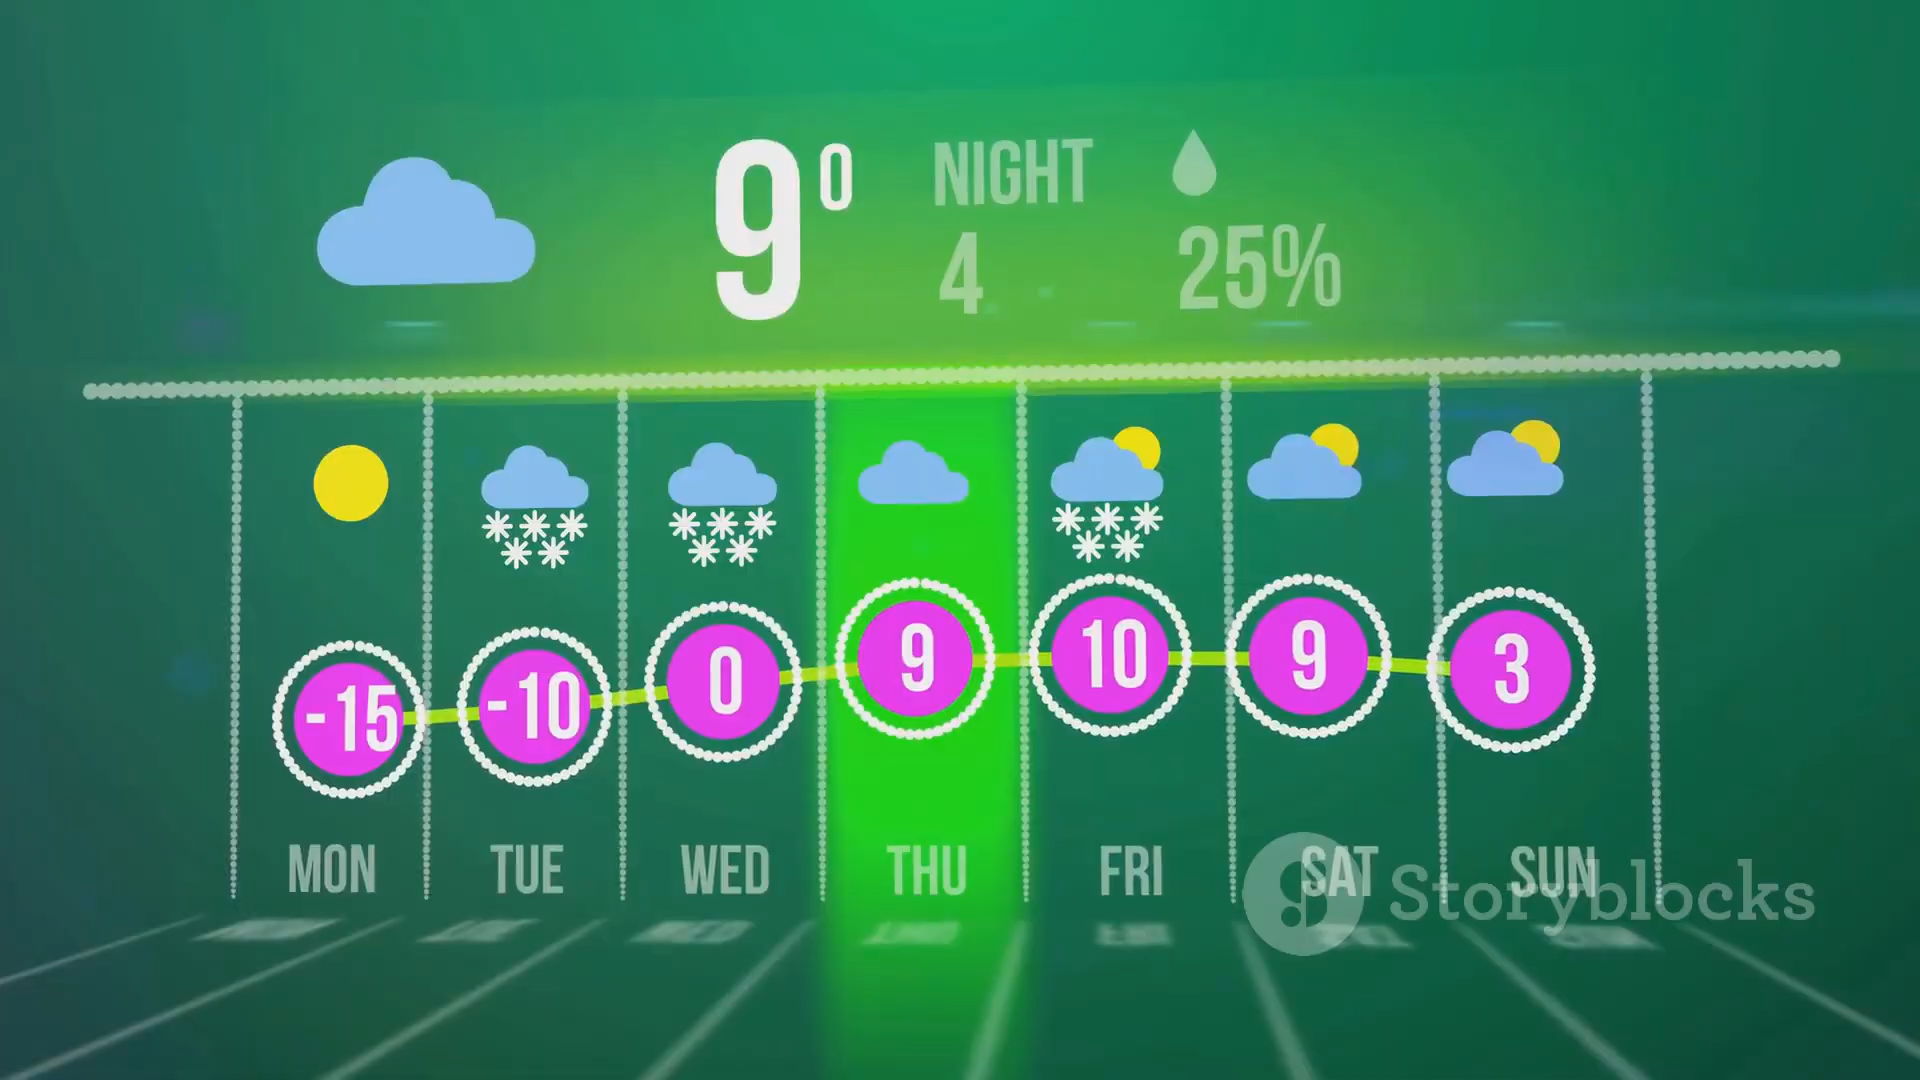 9°
NIGHT
4
25%
-15
-10
0
9
10
9
3
MON
TUE
WED
THU
FRI
SAT
SUN
Storyblocks